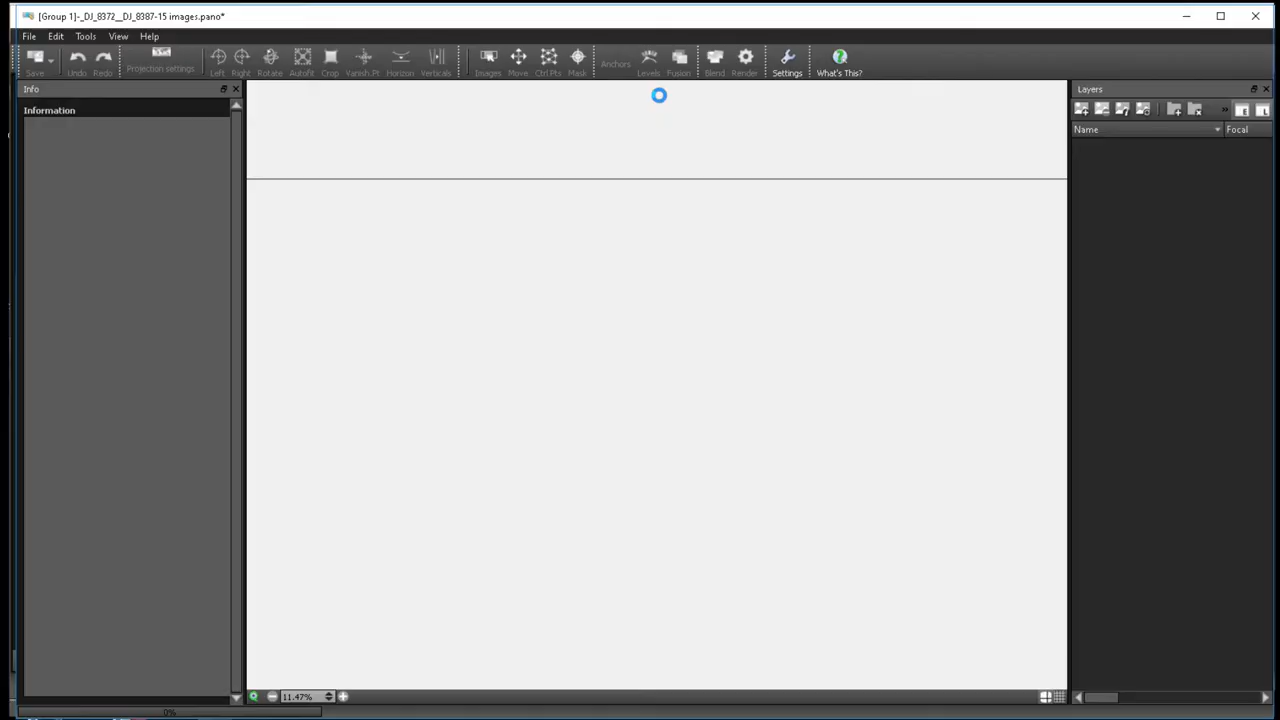 [Group 1]-_DJ_8372__DJ_8387-15 images.pano*
File Edit Tools View Help
Save Undo Redo Projection settings Left Right Rotate Autofit Crop Vanish.Pt Horizon Verticals Images Move Ctrl Pts Mask Anchors Levels Fusion Blend Render Settings What's This?
Info
Layers
Information
Name Focal
11.47%
0%